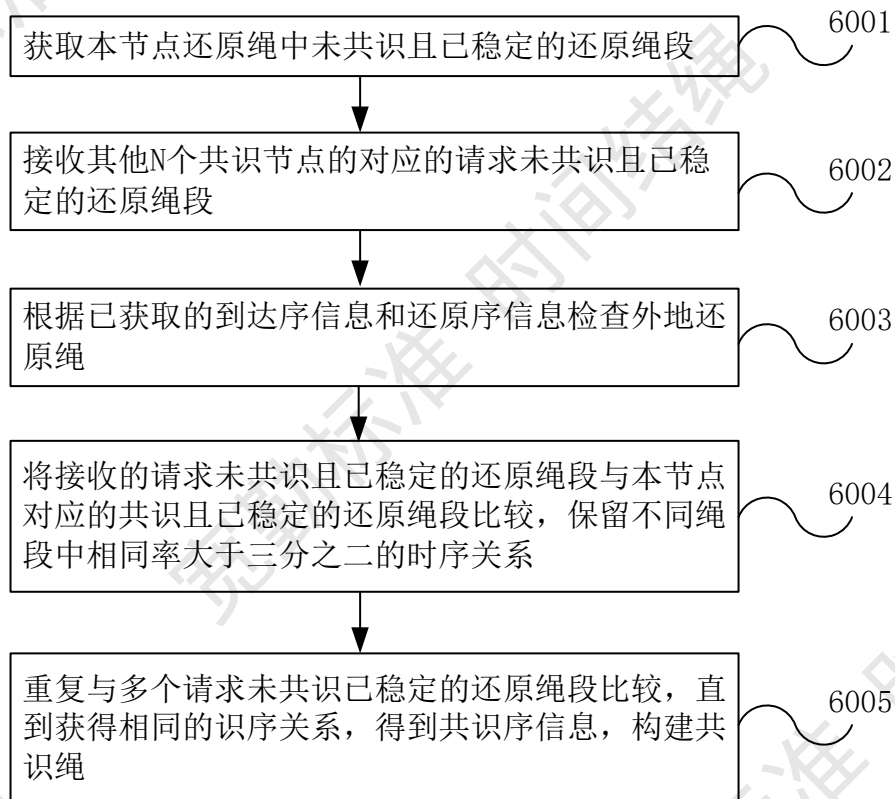 获取本节点还原绳中未共识且已稳定的还原绳段
6001
接收其他N个共识节点的对应的请求未共识且已稳
定的还原绳段
6002
根据已获取的到达序信息和还原序信息检查外地还
原绳
6003
将接收的请求未共识且已稳定的还原绳段与本节点
对应的共识且已稳定的还原绳段比较，保留不同绳
段中相同率大于三分之二的时序关系
6004
重复与多个请求未共识已稳定的还原绳段比较，直
到获得相同的识序关系，得到共识序信息，构建共
识绳
6005
宽勤标准 时间结绳